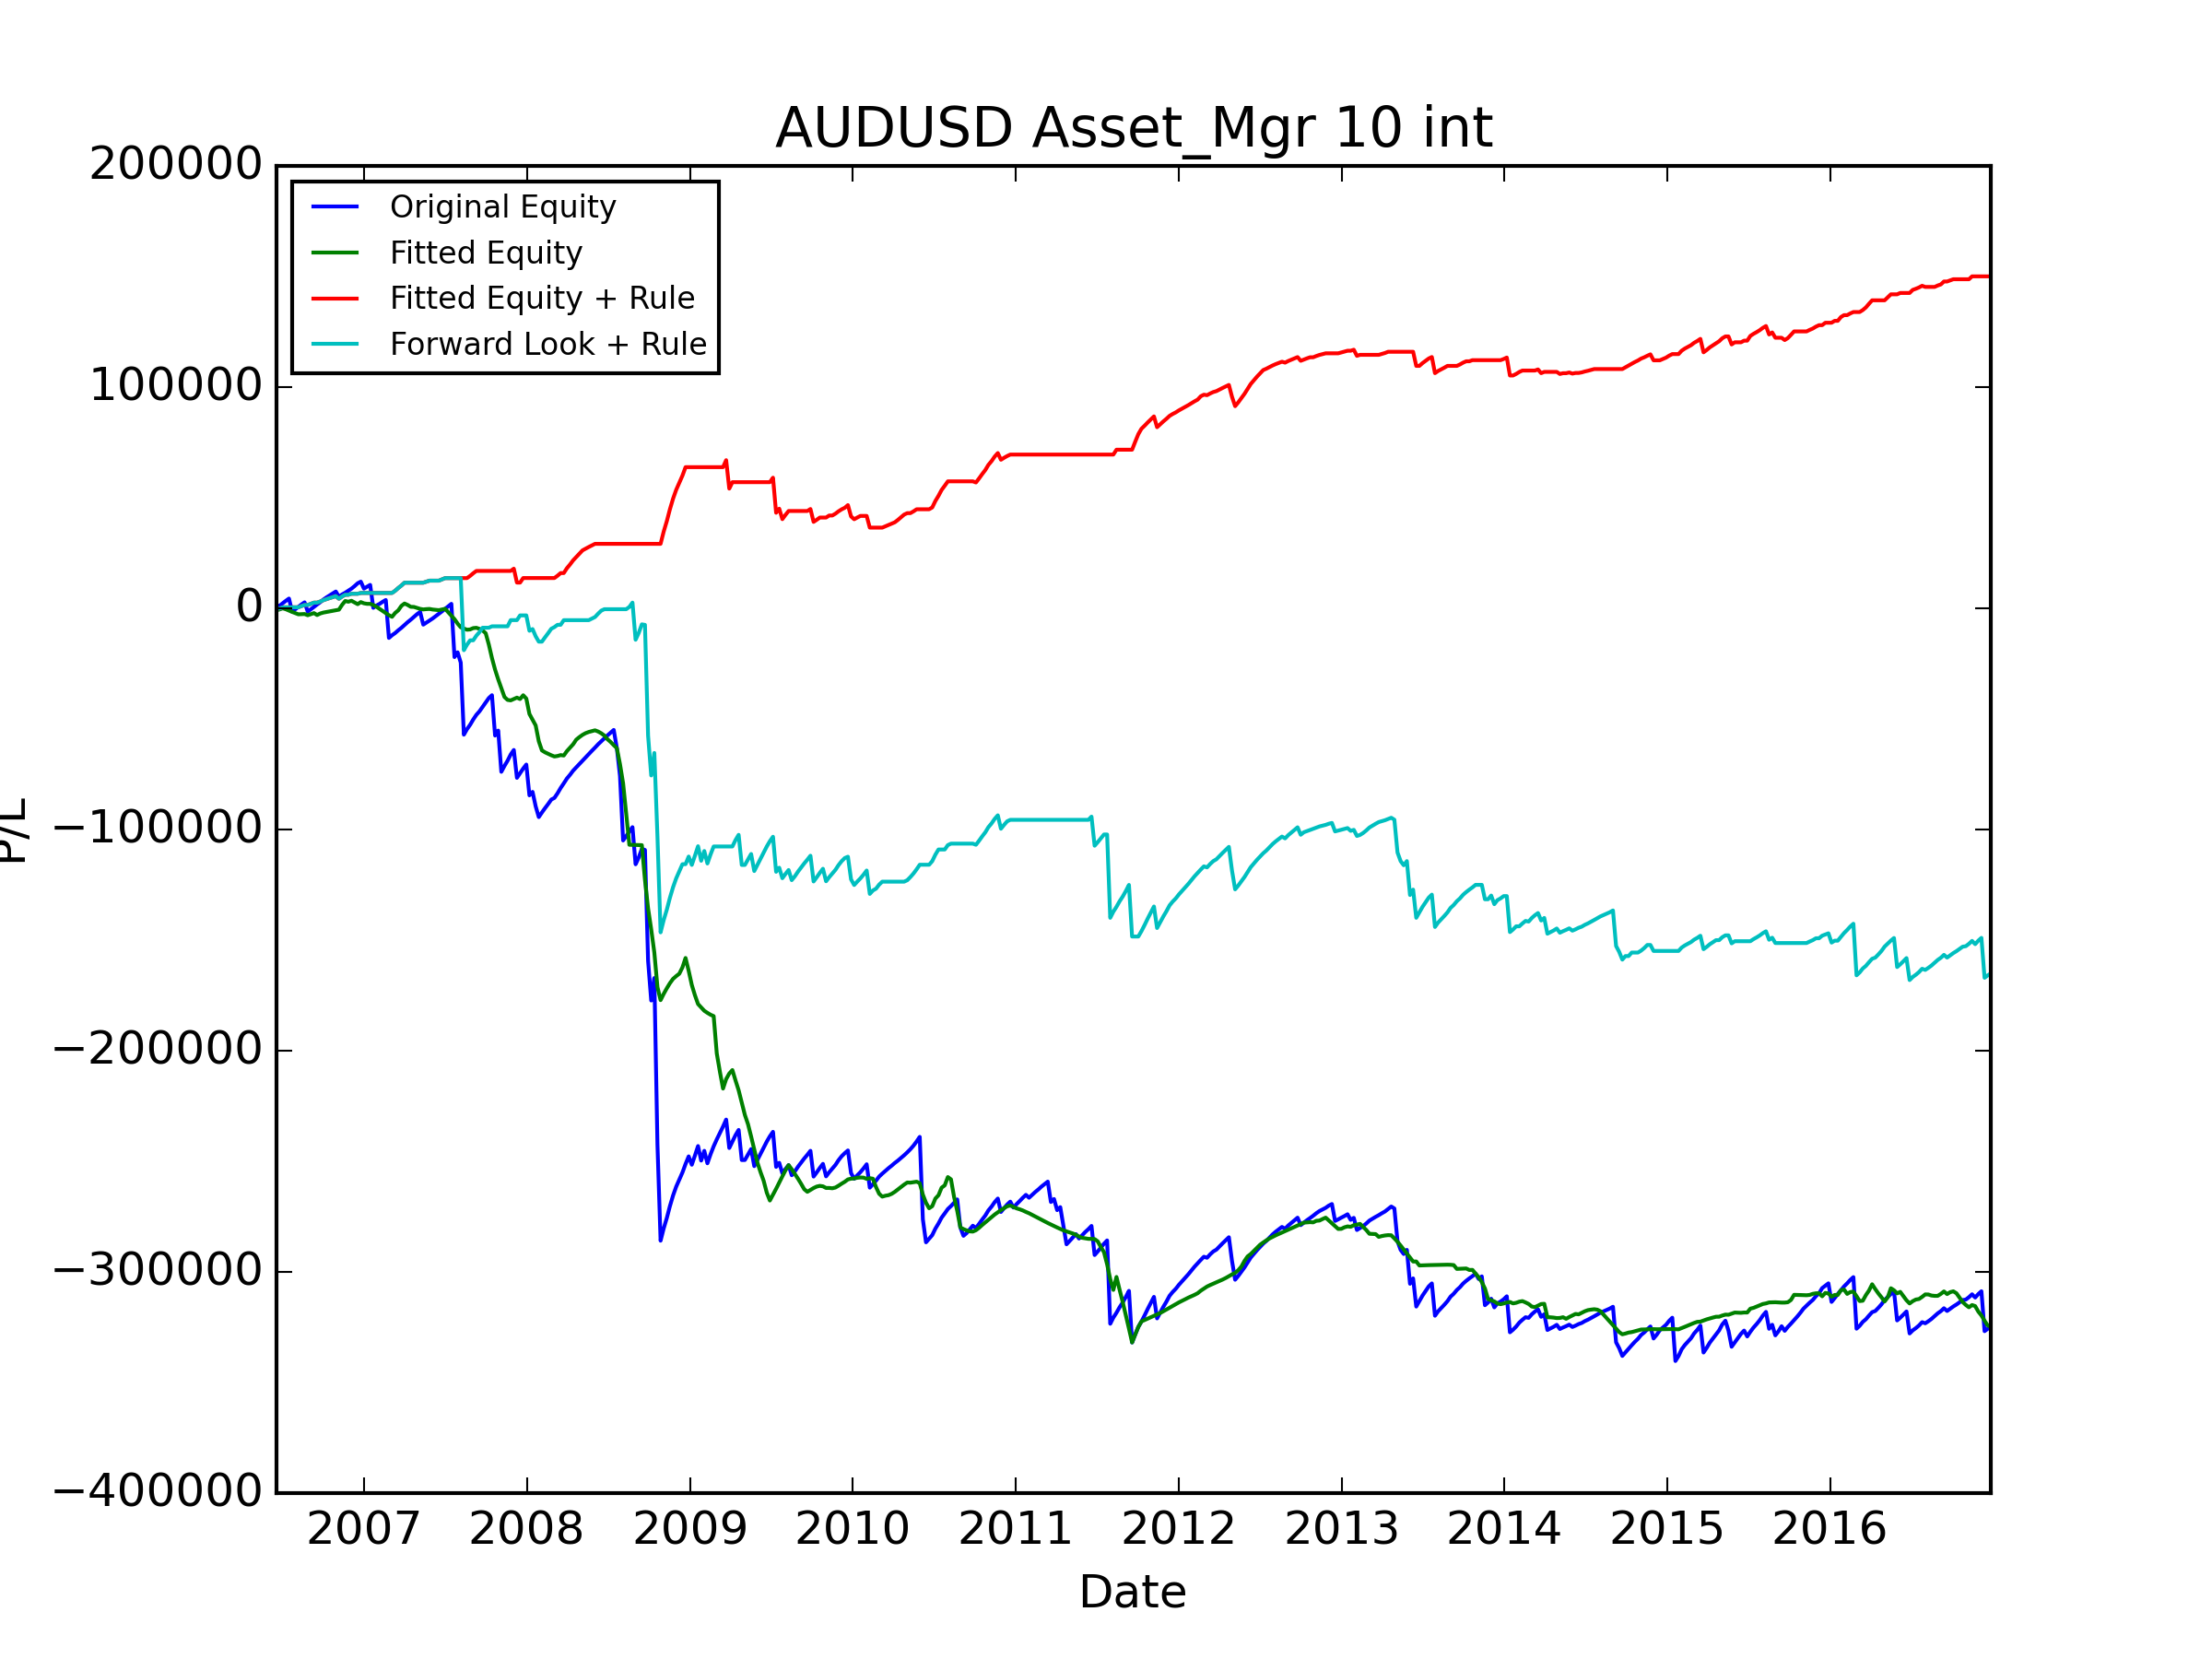 AUDUSD Asset_Mgr 10 int
200000
100000
0
−100000
−200000
−300000
−400000
P/L
Original Equity
Fitted Equity
Fitted Equity + Rule
Forward Look + Rule
2007 2008 2009 2010 2011 2012 2013 2014 2015 2016
Date